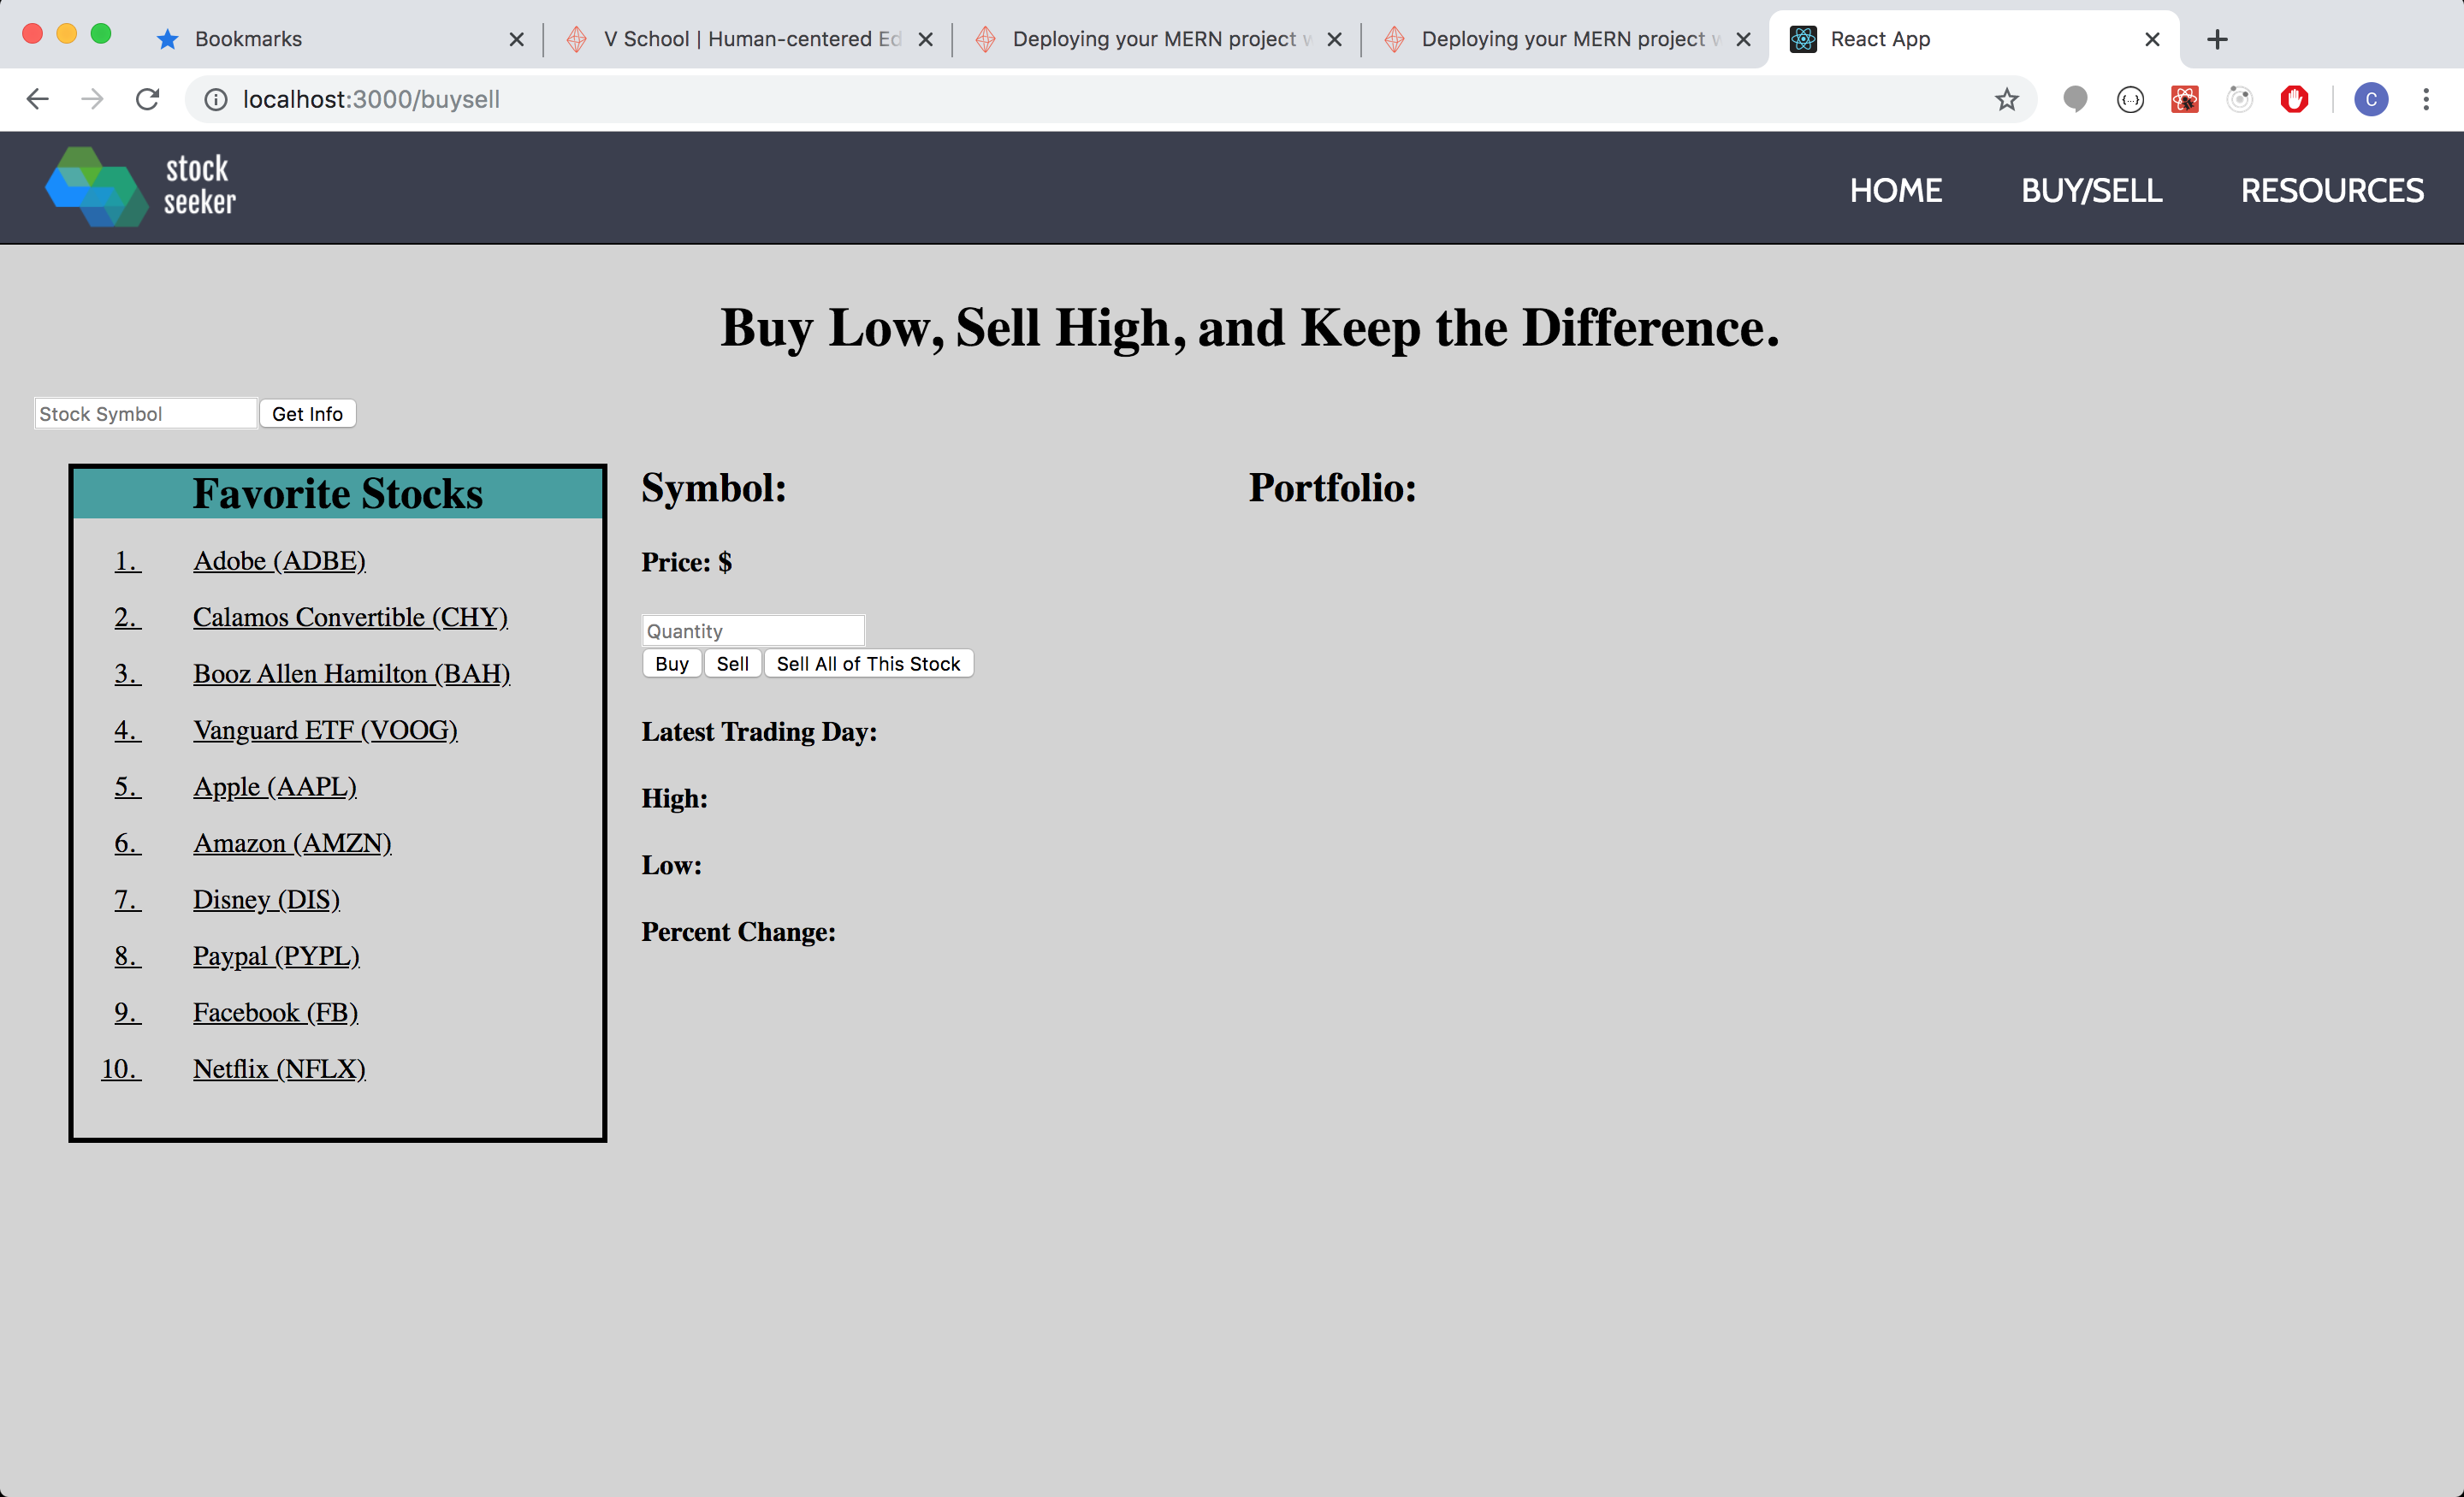 Bookmarks
V School | Human-centered Ed
Deploying your MERN project w
Deploying your MERN project w
React App
localhost:3000/buysell
C
stock
seeker
HOME
BUY/SELL
RESOURCES
Buy Low, Sell High, and Keep the Difference.
Stock Symbol
Get Info
Favorite Stocks
1. Adobe (ADBE)
2. Calamos Convertible (CHY)
3. Booz Allen Hamilton (BAH)
4. Vanguard ETF (VOOG)
5. Apple (AAPL)
6. Amazon (AMZN)
7. Disney (DIS)
8. Paypal (PYPL)
9. Facebook (FB)
10. Netflix (NFLX)
Symbol:
Price: $
Quantity
Buy
Sell
Sell All of This Stock
Latest Trading Day:
High:
Low:
Percent Change:
Portfolio: